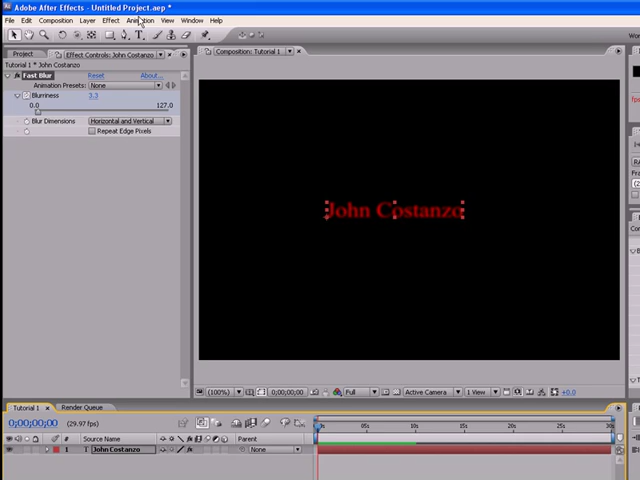 Adobe After Effects - Untitled Project.aep *
File Edit Composition Layer Effect Animation View Window Help
Project Effect Controls: John Costanzo
Composition: Tutorial 1
Tutorial 1 * John Costanzo
Fast Blur Reset About...
Animation Presets: None
Blurriness 3.3
0.0 127.0
Blur Dimensions Horizontal and Vertical
Repeat Edge Pixels
John Costanzo
(100%) 0;00;00;00 Full Active Camera 1 View +0.0
Tutorial 1 Render Queue
0;00;00;00 (29.97 fps)
# Source Name Parent
05s 10s 15s 20s 25s 30s
1 T John Costanzo None